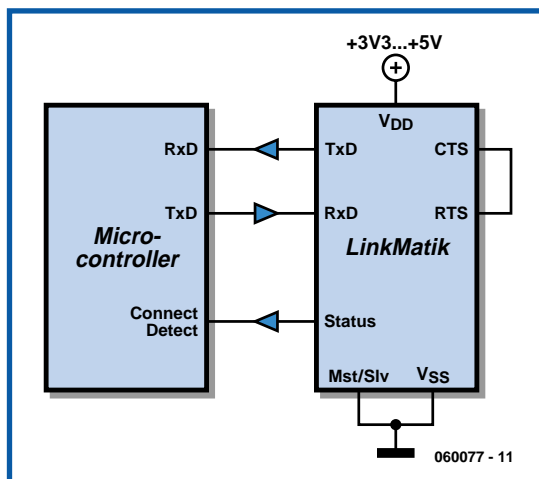 +3V3...+5V
VDD
RxD
TxD
CTS
TxD
RxD
RTS
Micro-
controller
LinkMatik
Connect
Detect
Status
Mst/Slv
VSS
060077 - 11